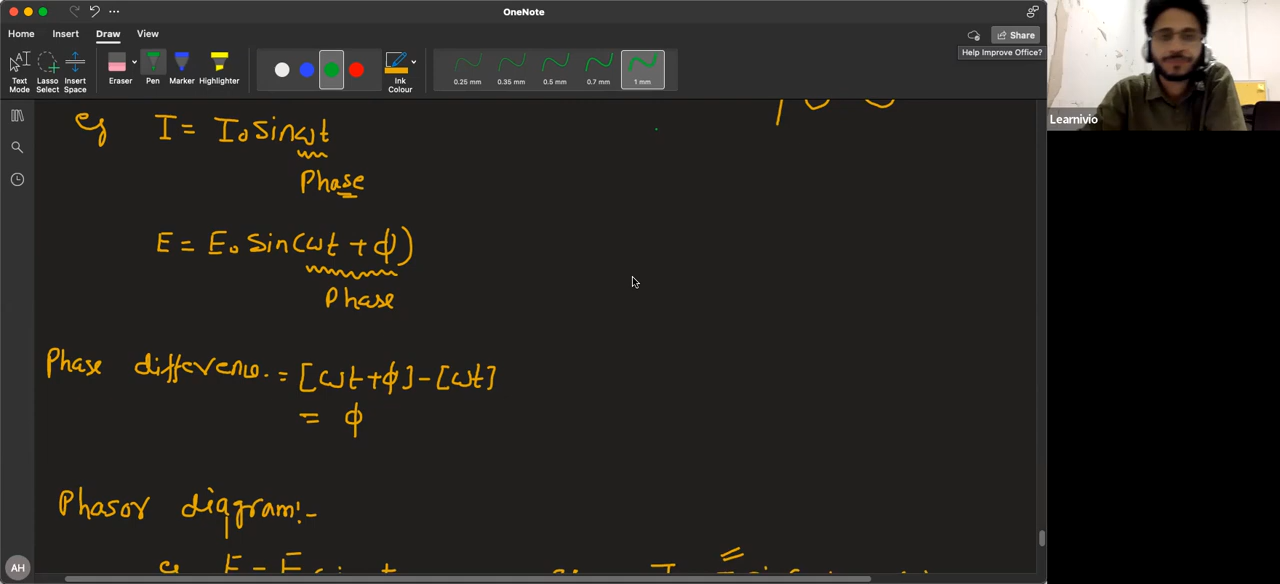 OneNote
Home Insert Draw View
Share
Help Improve Office?
Text Mode
Lasso Select
Insert Space
Eraser
Pen
Marker
Highlighter
Ink Colour
0.25 mm
0.35 mm
0.5 mm
0.7 mm
1 mm
Learnivio
eg I = I₀ sinωt
Phase
E = E₀ sin(ωt + ϕ)
Phase
Phase difference. = [ωt+ϕ] - [ωt]
= ϕ
Phasor diagram:-
AH